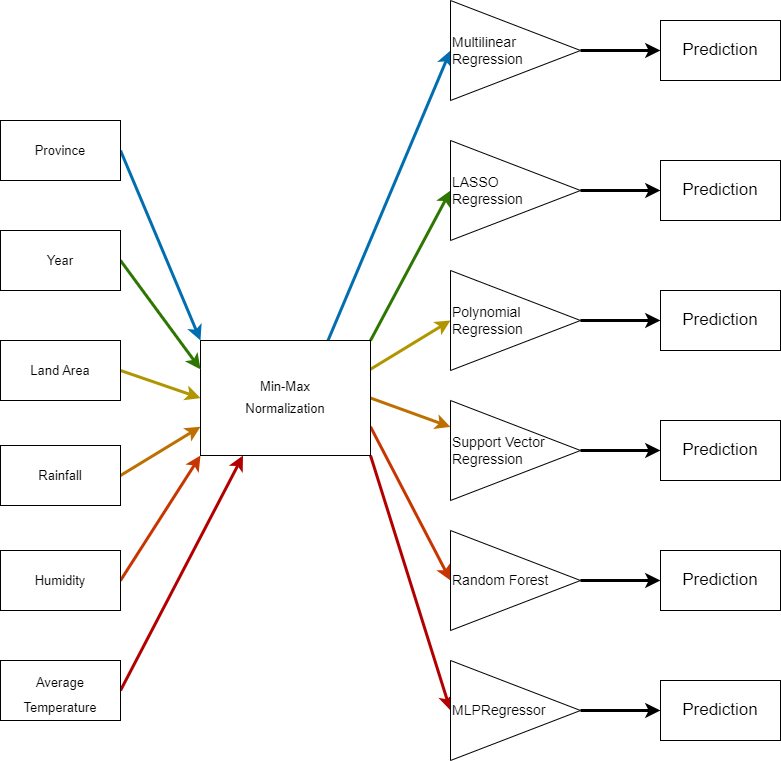 Province
Year
Land Area
Rainfall
Humidity
Average
Temperature
Min-Max
Normalization
Multilinear
Regression
Prediction
LASSO
Regression
Prediction
Polynomial
Regression
Prediction
Support Vector
Regression
Prediction
Random Forest
Prediction
MLPRegressor
Prediction